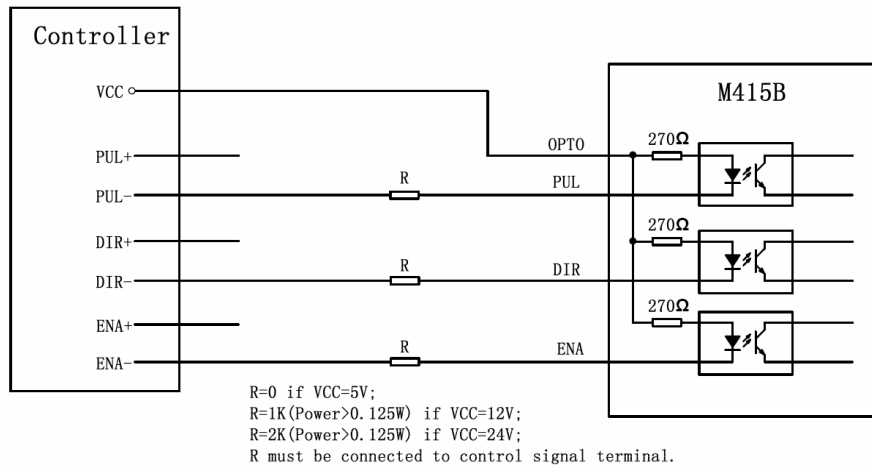 Controller
M415B
VCC
270Ω
OPTO
PUL+
R
PUL
PUL-
270Ω
DIR+
R
DIR
DIR-
270Ω
ENA+
R
ENA
ENA-
R=0 if VCC=5V;
R=1K(Power>0.125W) if VCC=12V;
R=2K(Power>0.125W) if VCC=24V;
R must be connected to control signal terminal.